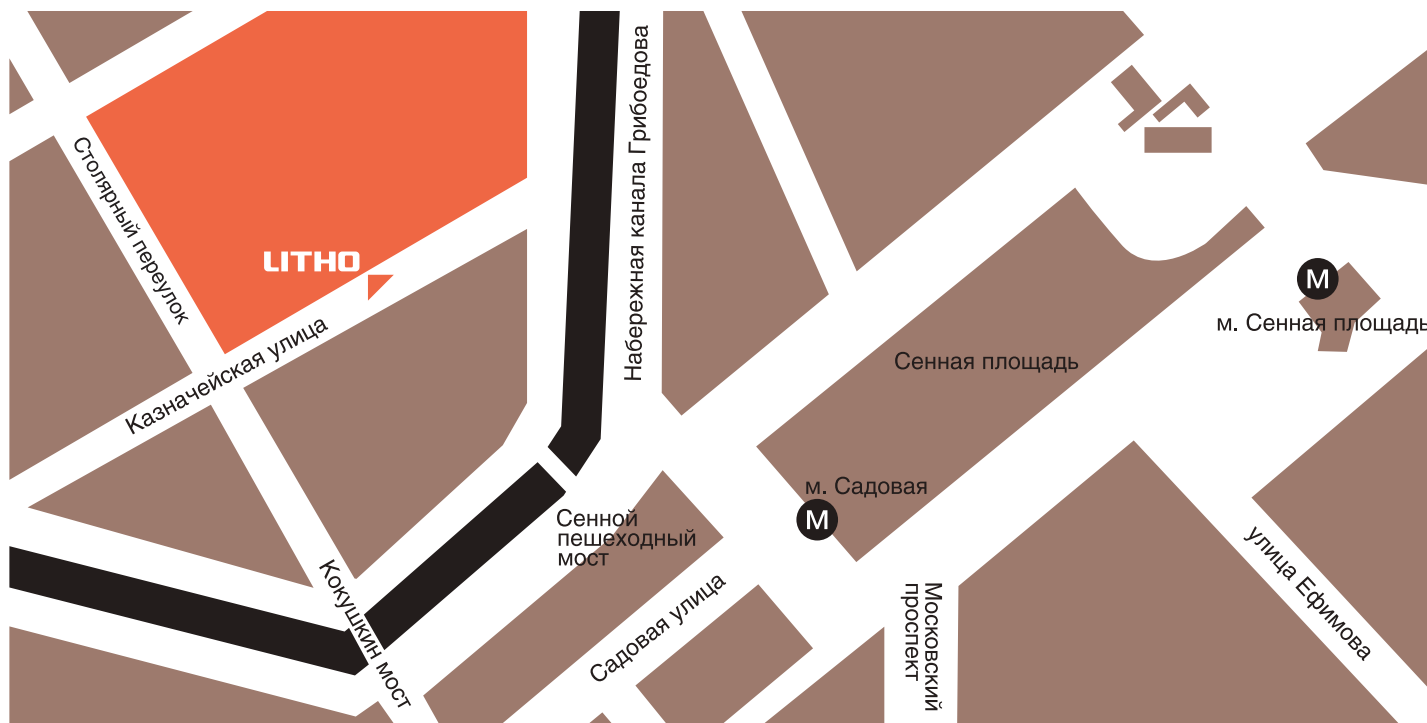 Набережная канала Грибоедова
Столярный переулок
LITHO
М
м. Сенная площадь
Казначейская улица
Сенная площадь
м. Садовая
М
Сенной
пешеходный
мост
улица Ефимова
Кокушкин мост
Садовая улица
Московский
проспект